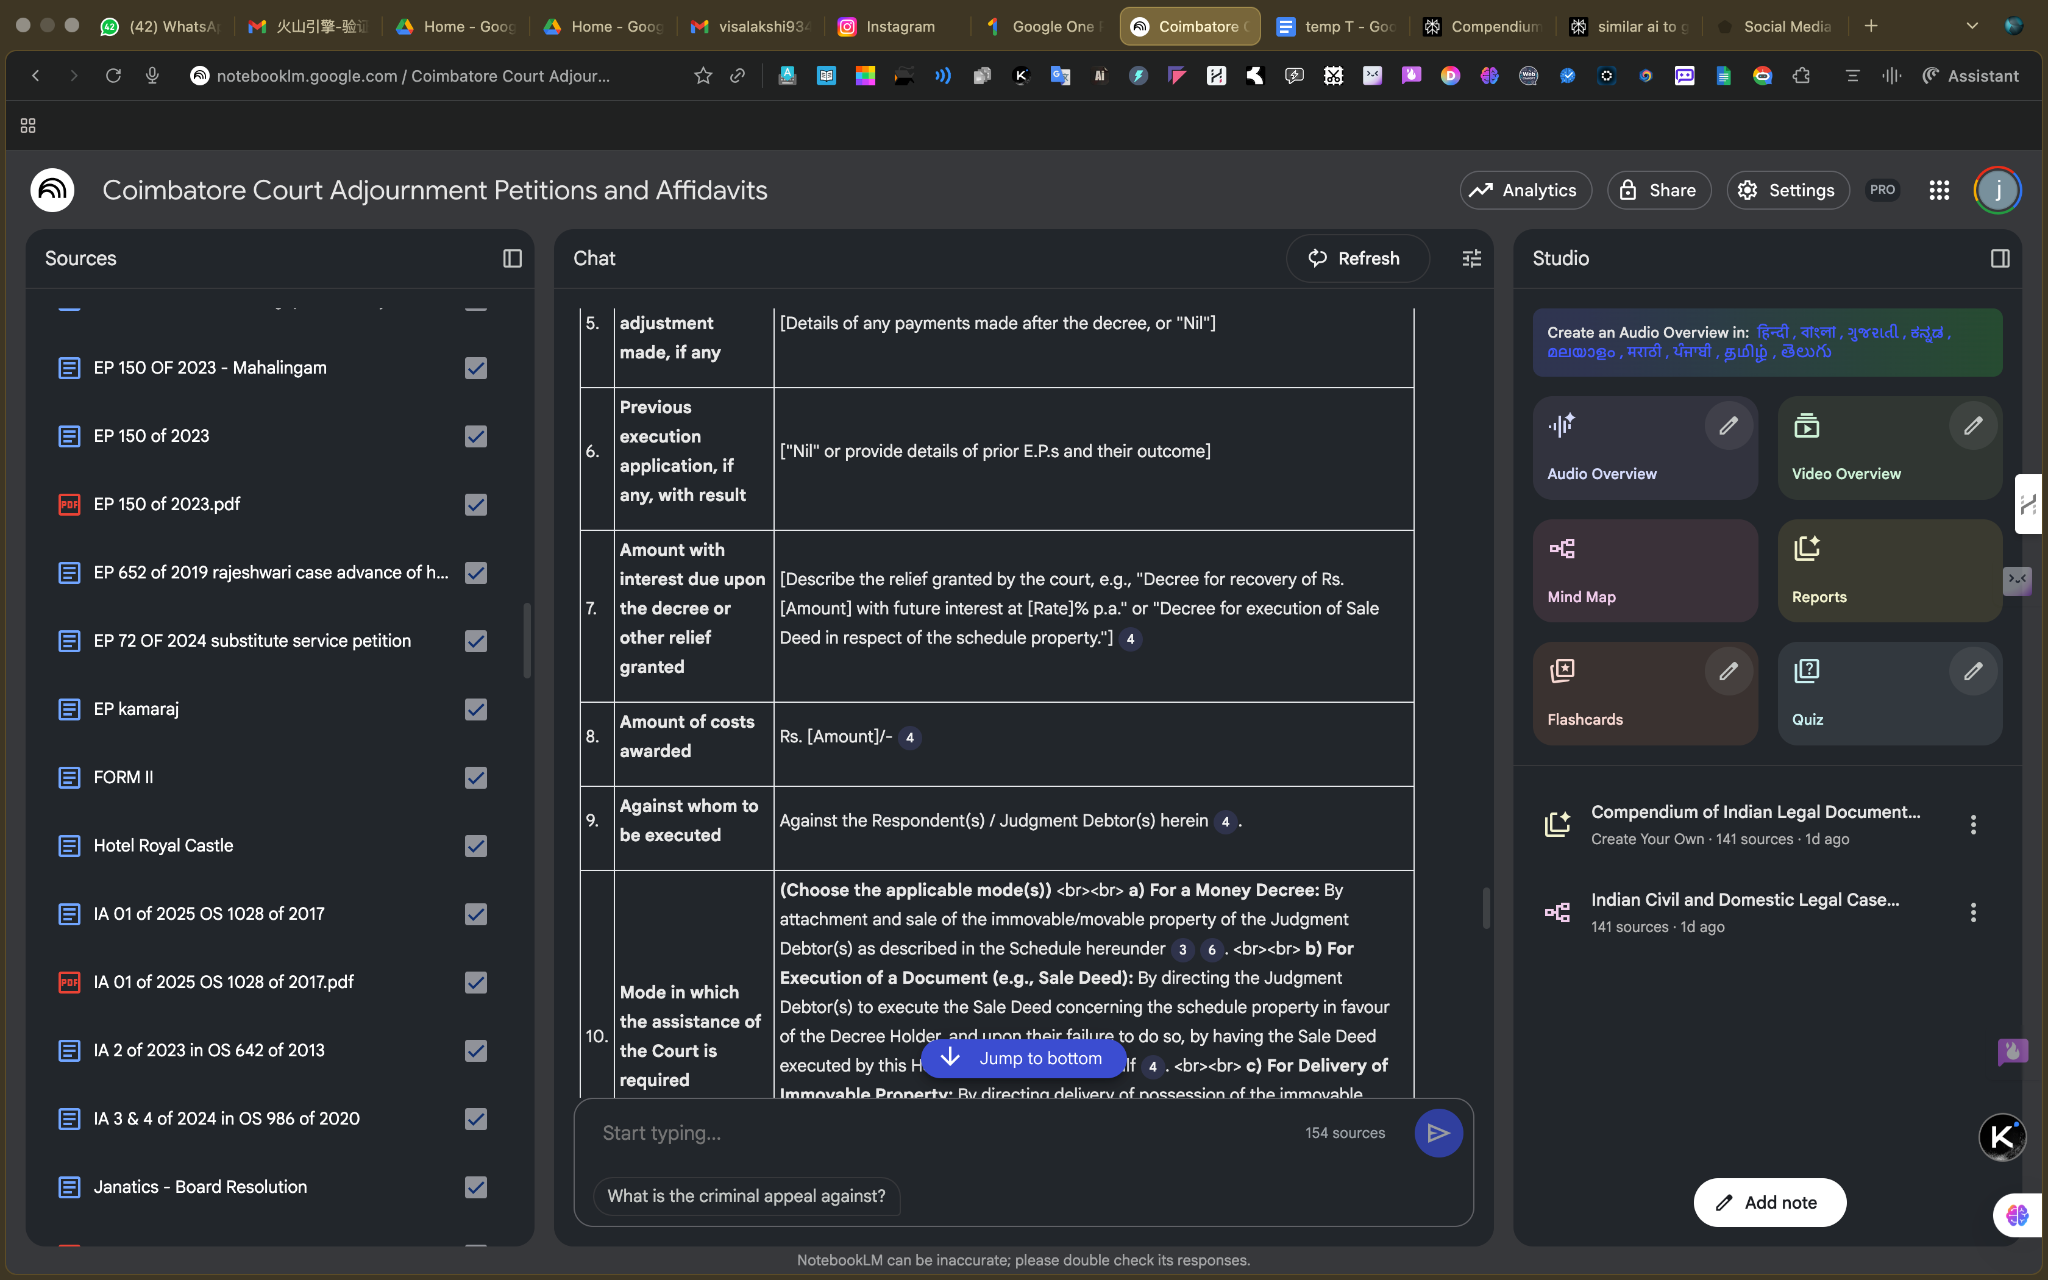 (42) WhatsA
火山引擎-验证
Home - Goog
Home - Goog
visalakshi934
Instagram
Google One
Coimbatore C
temp T - Goo
Compendium
similar ai to g
Social Media
notebooklm.google.com / Coimbatore Court Adjour...
Assistant
Coimbatore Court Adjournment Petitions and Affidavits
Analytics
Share
Settings
PRO
j
Sources
EP 150 OF 2023 - Mahalingam
EP 150 of 2023
EP 150 of 2023.pdf
EP 652 of 2019 rajeshwari case advance of h...
EP 72 OF 2024 substitute service petition
EP kamaraj
FORM II
Hotel Royal Castle
IA 01 of 2025 OS 1028 of 2017
IA 01 of 2025 OS 1028 of 2017.pdf
IA 2 of 2023 in OS 642 of 2013
IA 3 & 4 of 2024 in OS 986 of 2020
Janatics - Board Resolution
Chat
Refresh
5.
adjustment
made, if any
[Details of any payments made after the decree, or "Nil"]
6.
Previous
execution
application, if
any, with result
["Nil" or provide details of prior E.P.s and their outcome]
7.
Amount with
interest due upon
the decree or
other relief
granted
[Describe the relief granted by the court, e.g., "Decree for recovery of Rs.
[Amount] with future interest at [Rate]% p.a." or "Decree for execution of Sale
Deed in respect of the schedule property."] 4
8.
Amount of costs
awarded
Rs. [Amount]/- 4
9.
Against whom to
be executed
Against the Respondent(s) / Judgment Debtor(s) herein 4 .
10.
Mode in which
the assistance of
the Court is
required
(Choose the applicable mode(s)) <br><br> a) For a Money Decree: By
attachment and sale of the immovable/movable property of the Judgment
Debtor(s) as described in the Schedule hereunder 3 6 . <br><br> b) For
Execution of a Document (e.g., Sale Deed): By directing the Judgment
Debtor(s) to execute the Sale Deed concerning the schedule property in favour
of the Decree Holder, and upon their failure to do so, by having the Sale Deed
executed by this H lf 4 . <br><br> c) For Delivery of
Immovable Property: By directing delivery of possession of the immovable
Jump to bottom
Start typing...
154 sources
What is the criminal appeal against?
NotebookLM can be inaccurate; please double check its responses.
Studio
Create an Audio Overview in: हिन्दी , বাংলা , ગુજરાતી , ಕನ್ನಡ ,
മലയാളം , मराठी , ਪੰਜਾਬੀ , தமிழ் , తెలుగు
Audio Overview
Video Overview
Mind Map
Reports
Flashcards
Quiz
Compendium of Indian Legal Document...
Create Your Own · 141 sources · 1d ago
Indian Civil and Domestic Legal Case...
141 sources · 1d ago
Add note